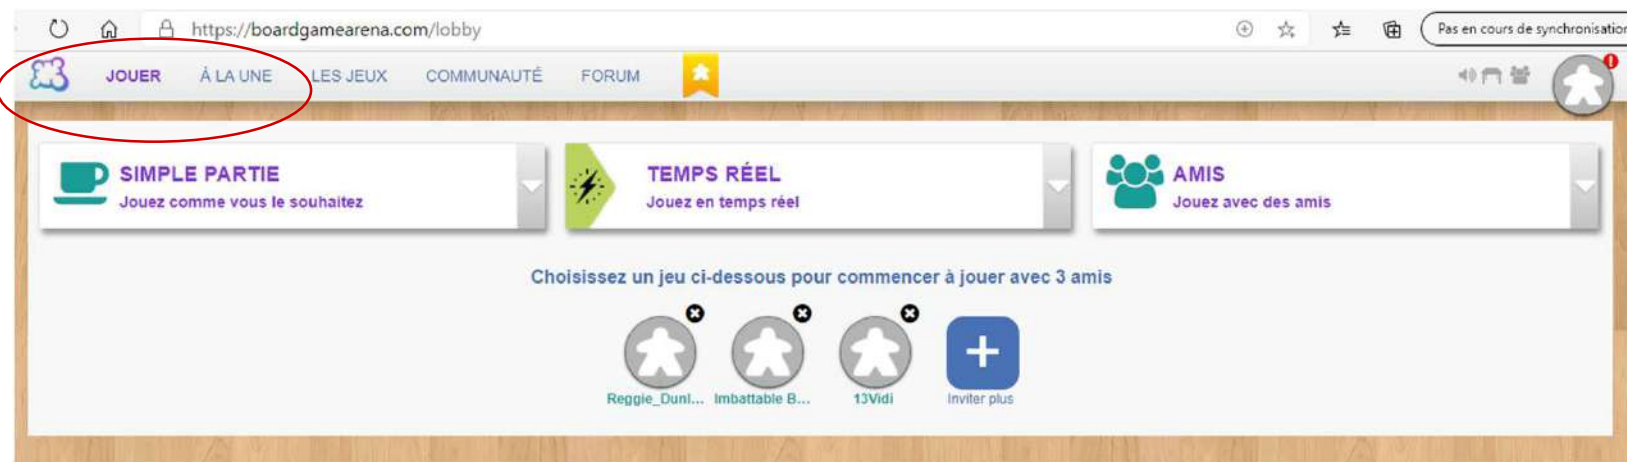 https://boardgamearena.com/lobby
Pas en cours de synchronisation
JOUER À LA UNE LES JEUX COMMUNAUTÉ FORUM
SIMPLE PARTIE
Jouez comme vous le souhaitez
TEMPS RÉEL
Jouez en temps réel
AMIS
Jouez avec des amis
Choisissez un jeu ci-dessous pour commencer à jouer avec 3 amis
Reggie_Dunl... Imbattable B... 13Vidi Inviter plus